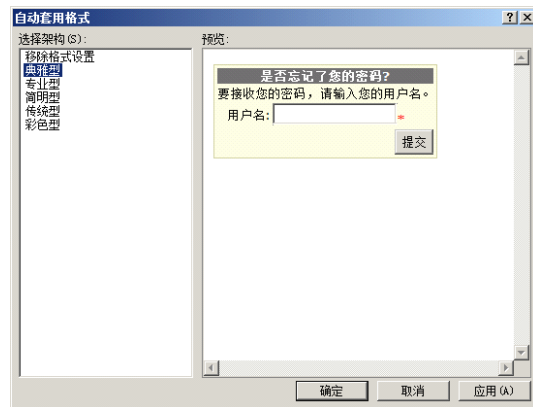 自动套用格式
选择架构(S):
移除格式设置
典雅型
专业型
简明型
传统型
彩色型
预览:
是否忘记了您的密码?
要接收您的密码，请输入您的用户名。
用户名: *
提交
确定 取消 应用(A)